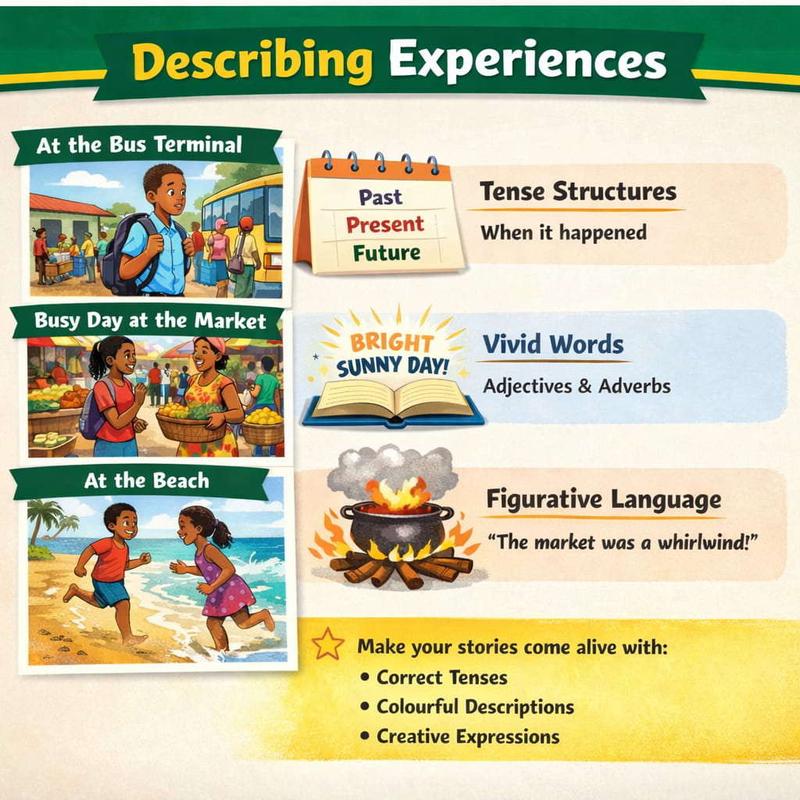 Describing Experiences
At the Bus Terminal
Past
Present
Future
Tense Structures
When it happened
Busy Day at the Market
BRIGHT
SUNNY DAY!
Vivid Words
Adjectives & Adverbs
At the Beach
Figurative Language
“The market was a whirlwind!”
Make your stories come alive with:
• Correct Tenses
• Colourful Descriptions
• Creative Expressions